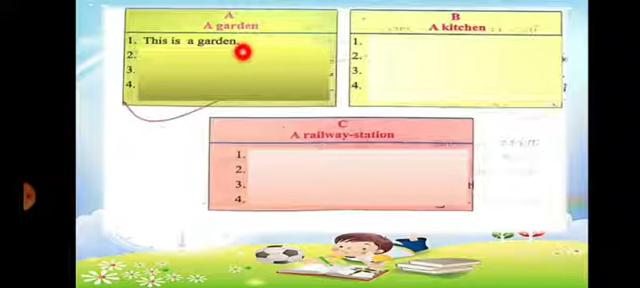 A
A garden
1. This is a garden.
2.
3.
4.
B
A kitchen
1.
2.
3.
4.
C
A railway-station
1.
2.
3.
4.